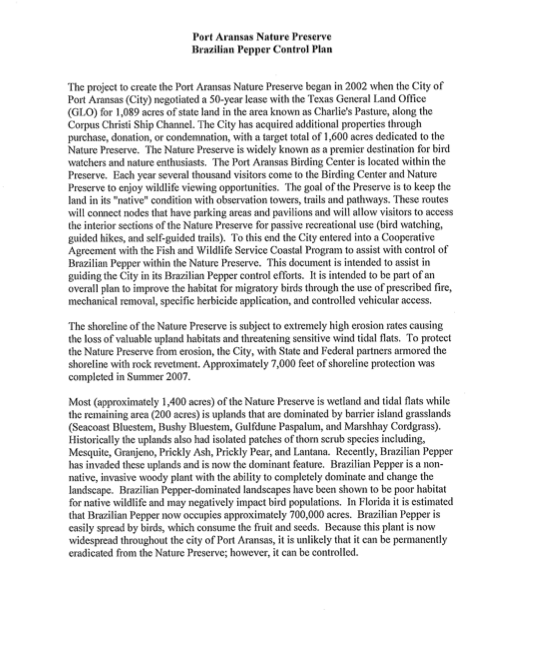 Port Aransas Nature Preserve
Brazilian Pepper Control Plan
The project to create the Port Aransas Nature Preserve began in 2002 when the City of
Port Aransas (City) negotiated a 50-year lease with the Texas General Land Office
(GLO) for 1,089 acres of state land in the area known as Charlie's Pasture, along the
Corpus Christi Ship Channel. The City has acquired additional properties through
purchase, donation, or condemnation, with a target total of 1,600 acres dedicated to the
Nature Preserve. The Nature Preserve is widely known as a premier destination for bird
watchers and nature enthusiasts. The Port Aransas Birding Center is located within the
Preserve. Each year several thousand visitors come to the Birding Center and Nature
Preserve to enjoy wildlife viewing opportunities. The goal of the Preserve is to keep the
land in its "native" condition with observation towers, trails and pathways. These routes
will connect nodes that have parking areas and pavilions and will allow visitors to access
the interior sections of the Nature Preserve for passive recreational use (bird watching,
guided hikes, and self-guided trails). To this end the City entered into a Cooperative
Agreement with the Fish and Wildlife Service Coastal Program to assist with control of
Brazilian Pepper within the Nature Preserve. This document is intended to assist in
guiding the City in its Brazilian Pepper control efforts. It is intended to be part of an
overall plan to improve the habitat for migratory birds through the use of prescribed fire,
mechanical removal, specific herbicide application, and controlled vehicular access.
The shoreline of the Nature Preserve is subject to extremely high erosion rates causing
the loss of valuable upland habitats and threatening sensitive wind tidal flats. To protect
the Nature Preserve from erosion, the City, with State and Federal partners armored the
shoreline with rock revetment. Approximately 7,000 feet of shoreline protection was
completed in Summer 2007.
Most (approximately 1,400 acres) of the Nature Preserve is wetland and tidal flats while
the remaining area (200 acres) is uplands that are dominated by barrier island grasslands
(Seacoast Bluestem, Bushy Bluestem, Gulfdune Paspalum, and Marshhay Cordgrass).
Historically the uplands also had isolated patches of thorn scrub species including,
Mesquite, Granjeno, Prickly Ash, Prickly Pear, and Lantana. Recently, Brazilian Pepper
has invaded these uplands and is now the dominant feature. Brazilian Pepper is a non-
native, invasive woody plant with the ability to completely dominate and change the
landscape. Brazilian Pepper-dominated landscapes have been shown to be poor habitat
for native wildlife and may negatively impact bird populations. In Florida it is estimated
that Brazilian Pepper now occupies approximately 700,000 acres. Brazilian Pepper is
easily spread by birds, which consume the fruit and seeds. Because this plant is now
widespread throughout the city of Port Aransas, it is unlikely that it can be permanently
eradicated from the Nature Preserve; however, it can be controlled.